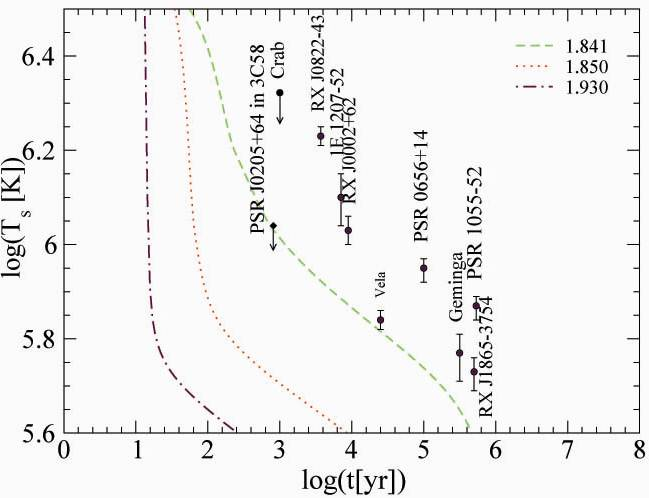 6.4
6.2
6
5.8
5.6
log(T_s [K])
PSR J0205+64 in 3C58
Crab
RX J0822-43
1E 1207-52
RX J0002+62
Vela
PSR 0656+14
Geminga
PSR 1055-52
RX J1865-3754
1.841
1.850
1.930
0 1 2 3 4 5 6 7 8
log(t[yr])